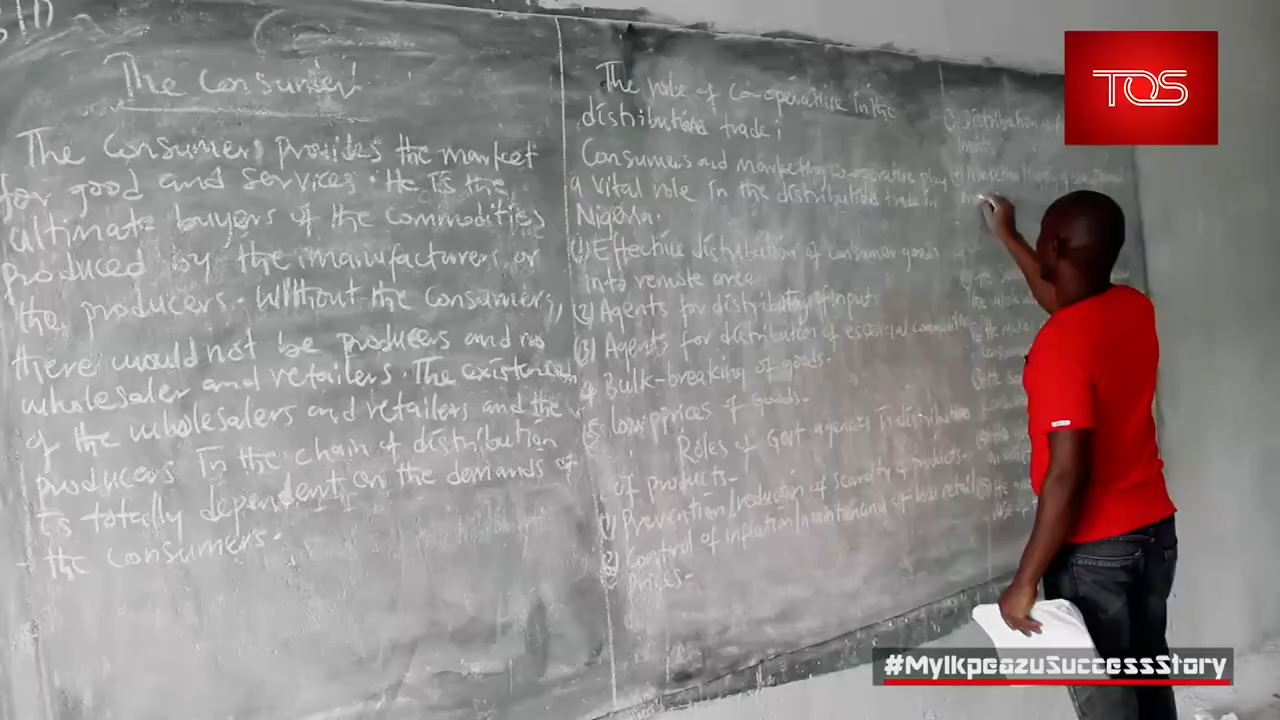 The Consumer
The Consumers provides the market
for good and services. He is the
ultimate buyers of the commodities
produced by the manufacturers or
the producers. Without the Consumers,
there would not be producers and no
wholesaler and retailers. The existence
of the wholesalers and retailers and the
producers in the chain of distribution
is totally dependent on the demands of
the consumers.
The role of co-operative in the
distributive trade;
Consumers and marketing co-operative play
a vital role in the distributive trade in
Nigeria.
(1) Effective distribution of consumer goods
into remote area
(2) Agents for distributing of inputs
(3) Agents for distribution of essencial commodities
4 Bulk-breaking of goods.
(5 low prices of Goods.
Roles of Govt agencies in distribution
of products.
(1) Prevention/reduction of scarcity of products.
(2) Control of inflation/maintenance of low retail
prices.
Distribution of
inputs
TOS
#MyIkpeazuSuccessStory